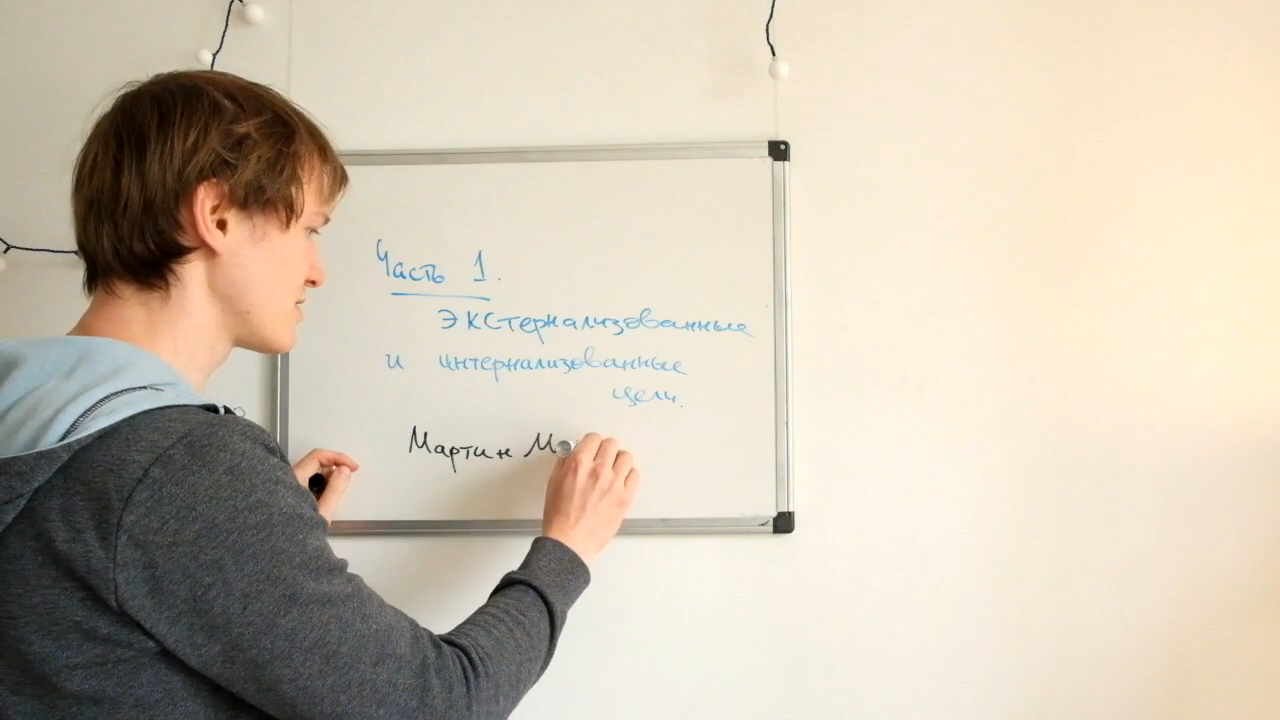 Часть 1.
экстернализованные
и интернализованные
цели.
Мартин М